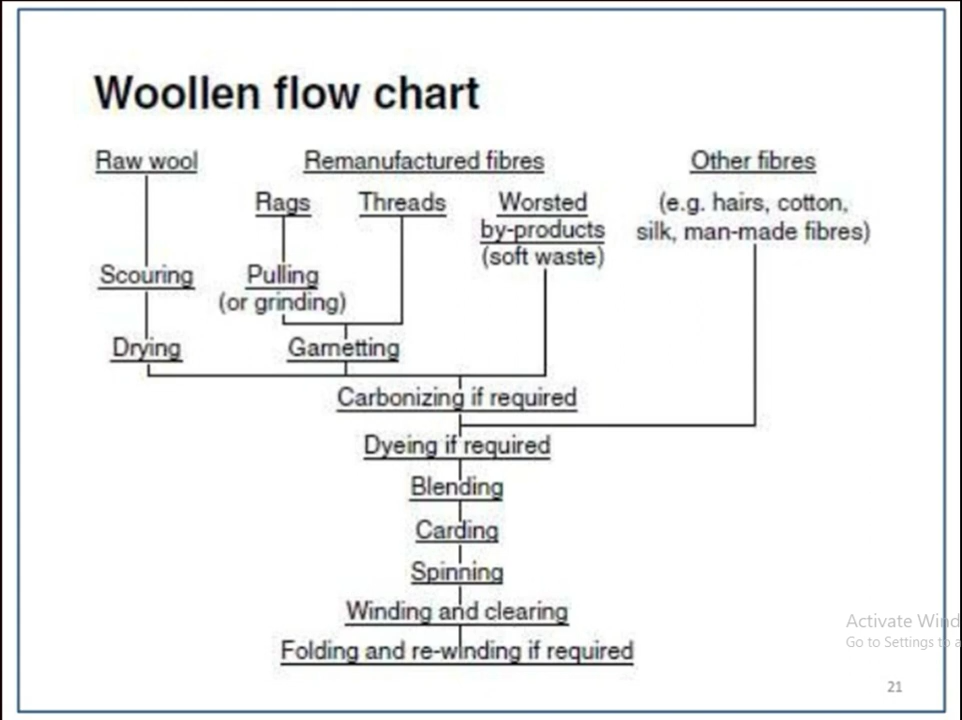 Woollen flow chart
Raw wool
Remanufactured fibres
Other fibres
Rags
Threads
Worsted
by-products
(soft waste)
(e.g. hairs, cotton,
silk, man-made fibres)
Scouring
Pulling
(or grinding)
Drying
Garnetting
Carbonizing if required
Dyeing if required
Blending
Carding
Spinning
Winding and clearing
Folding and re-winding if required
Activate Wind
Go to Settings to a
21